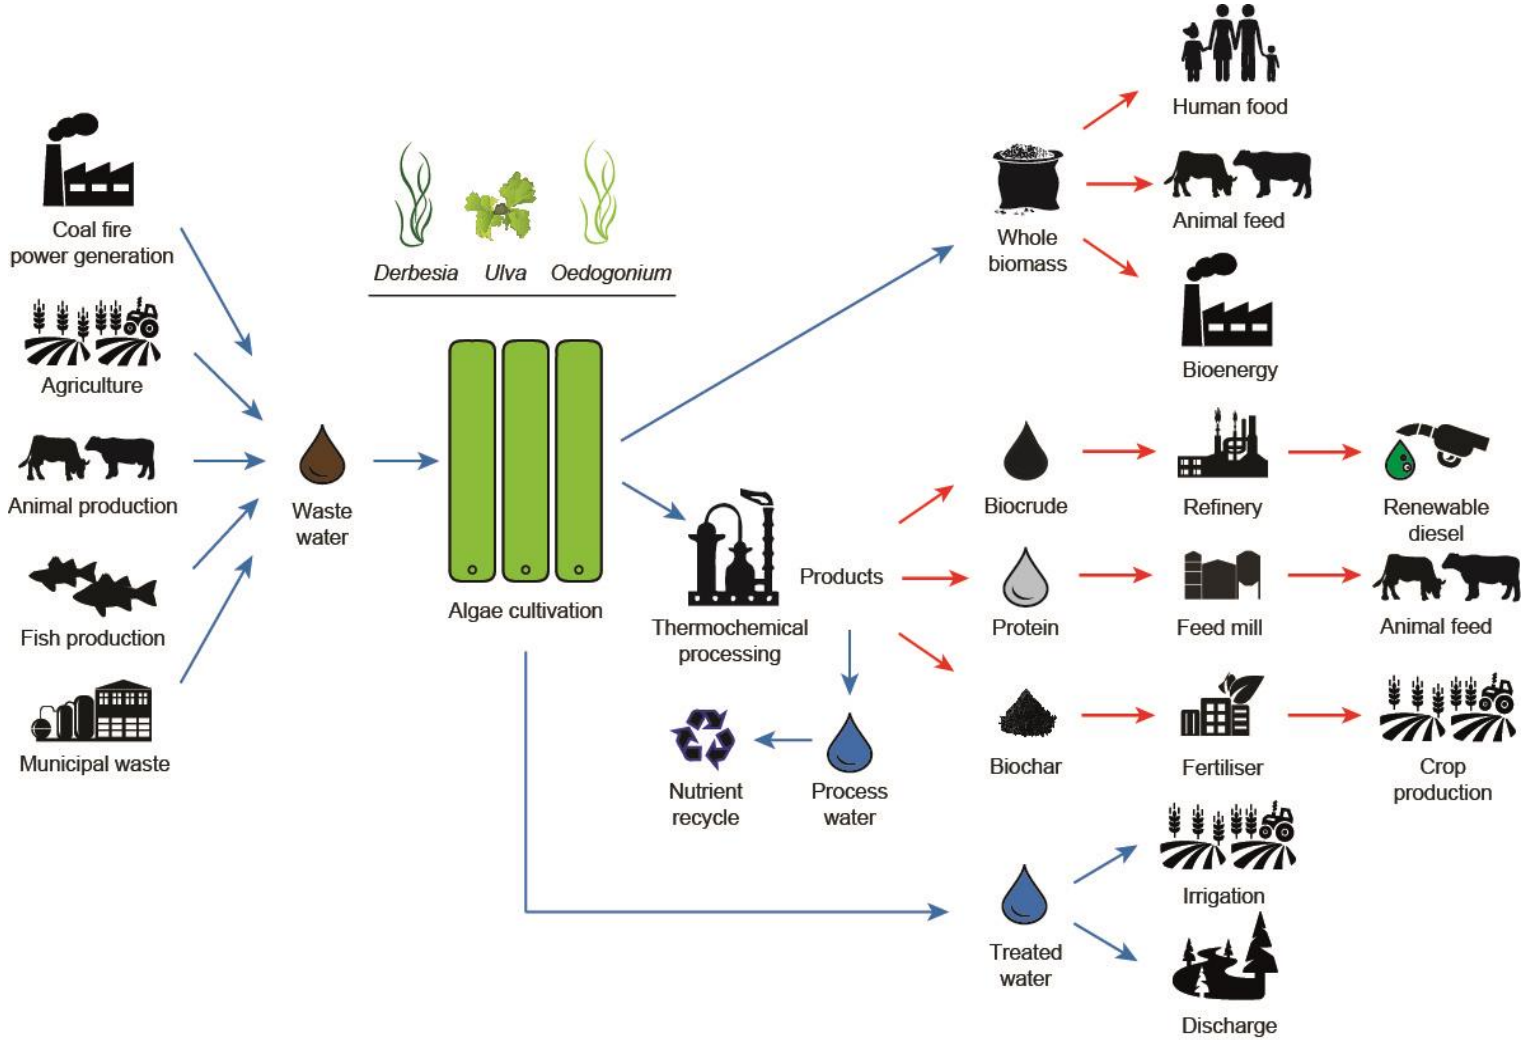 Human food
Coal fire
power generation
Derbesia
Ulva
Oedogonium
Whole
biomass
Animal feed
Bioenergy
Agriculture
Animal production
Waste
water
Fish production
Municipal waste
Algae cultivation
Thermochemical
processing
Products
Nutrient
recycle
Process
water
Biocrude
Refinery
Renewable
diesel
Protein
Feed mill
Animal feed
Biochar
Fertiliser
Crop
production
Treated
water
Irrigation
Discharge